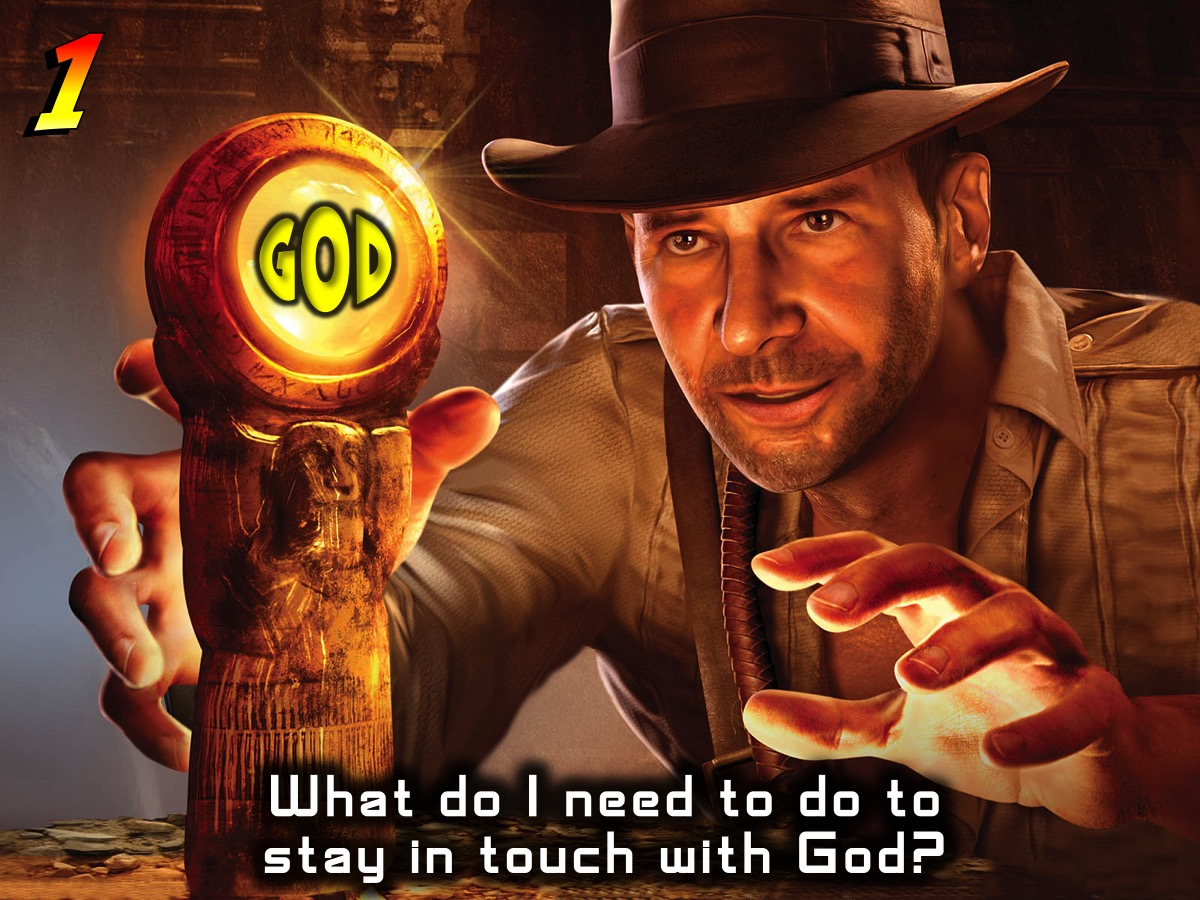 1
GOD
What do I need to do to
stay in touch with God?